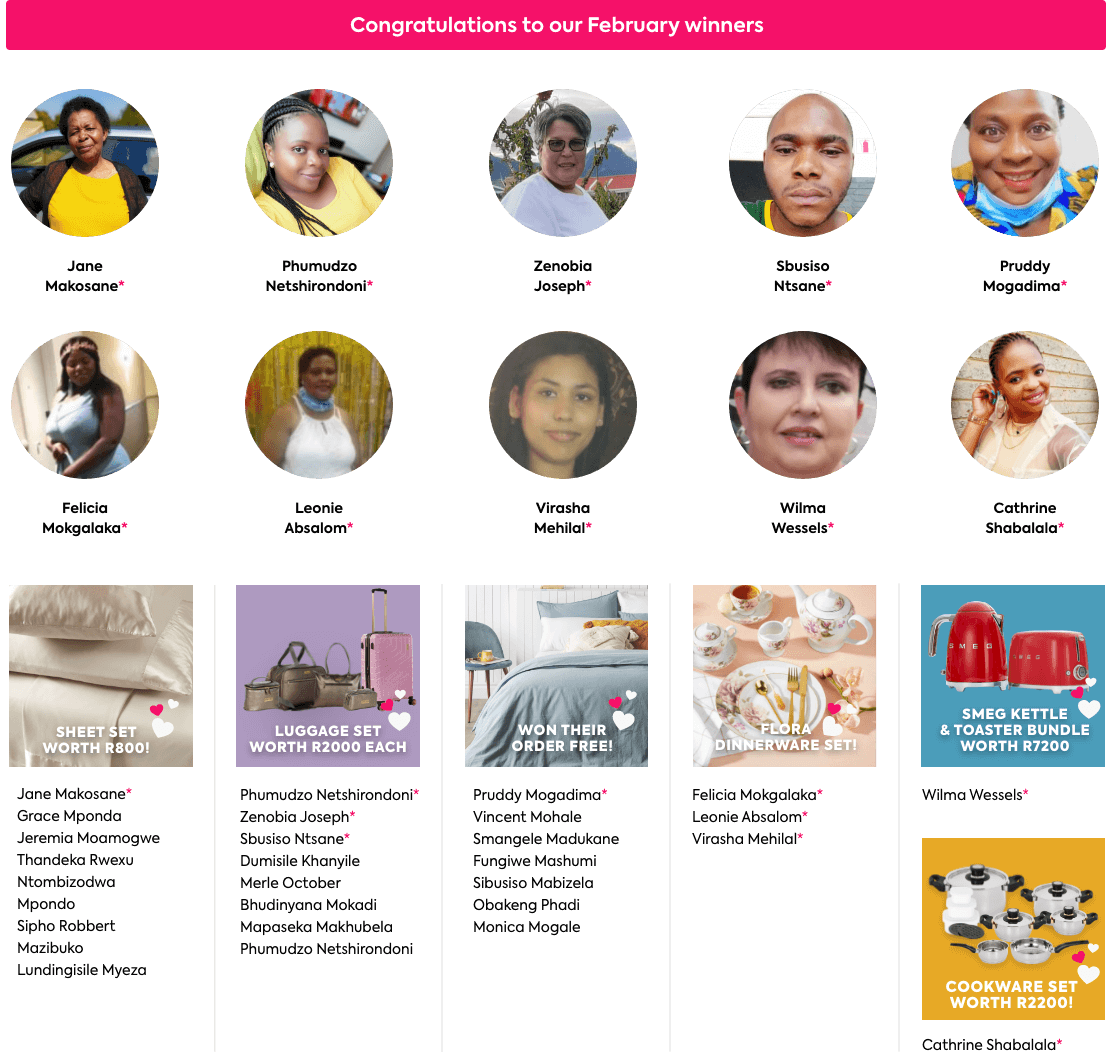 Congratulations to our February winners
Jane
Makosane*
Phumudzo
Netshirondoni*
Zenobia
Joseph*
Sbusiso
Ntsane*
Pruddy
Mogadima*
Felicia
Mokgalaka*
Leonie
Absalom*
Virasha
Mehilal*
Wilma
Wessels*
Cathrine
Shabalala*
SHEET SET
WORTH R800!
Jane Makosane*
Grace Mponda
Jeremia Moamogwe
Thandeka Rwexu
Ntombizodwa
Mpondo
Sipho Robbert
Mazibuko
Lundingisile Myeza
LUGGAGE SET
WORTH R2000 EACH
Phumudzo Netshirondoni*
Zenobia Joseph*
Sbusiso Ntsane*
Dumisile Khanyile
Merle October
Bhudinyana Mokadi
Mapaseka Makhubela
Phumudzo Netshirondoni
WON THEIR
ORDER FREE!
Pruddy Mogadima*
Vincent Mohale
Smangele Madukane
Fungiwe Mashumi
Sibusiso Mabizela
Obakeng Phadi
Monica Mogale
FLORA
DINNERWARE SET!
Felicia Mokgalaka*
Leonie Absalom*
Virasha Mehilal*
SMEG
SMEG
SMEG KETTLE
& TOASTER BUNDLE
WORTH R7200
Wilma Wessels*
COOKWARE SET
WORTH R2200!
Cathrine Shabalala*